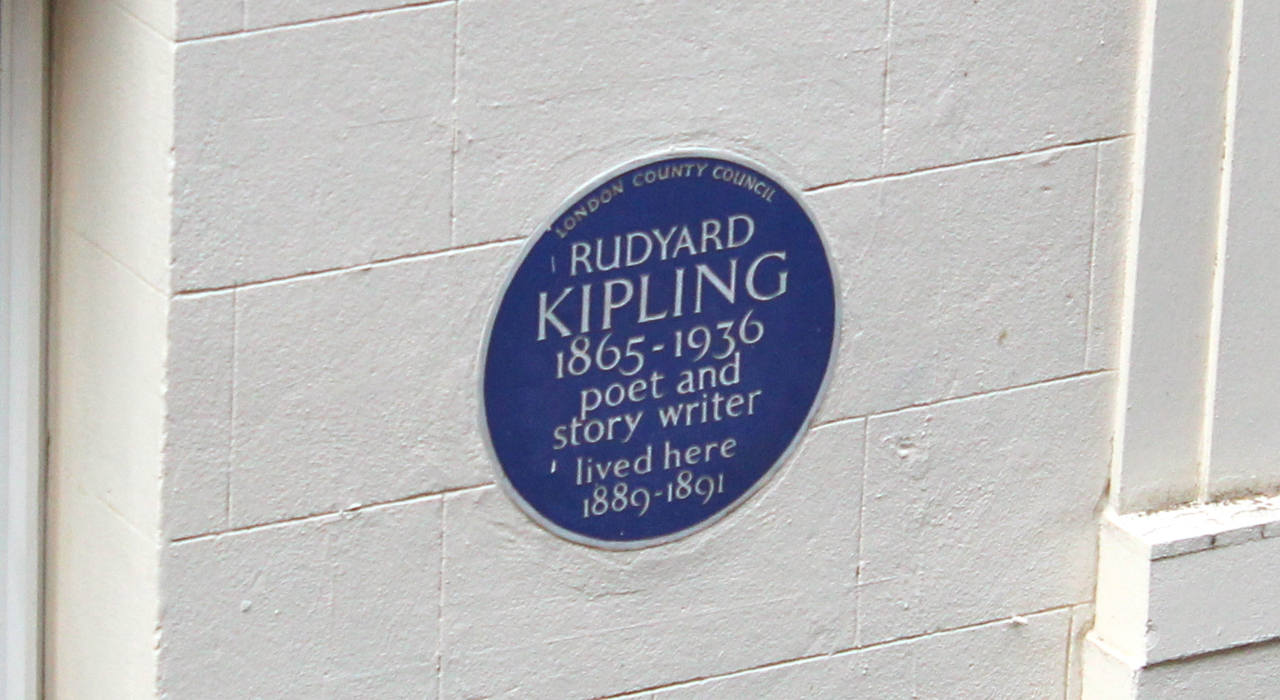 LONDON COUNTY COUNCIL
RUDYARD
KIPLING
1865-1936
poet and
story writer
lived here
1889-1891